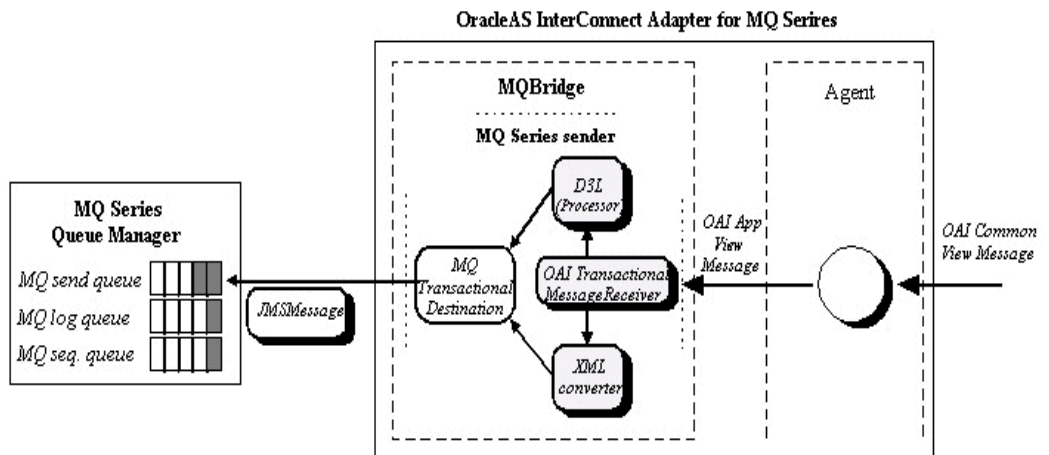 OracleAS InterConnect Adapter for MQ Serires
MQBridge
Agent
MQ Series sender
D3L
(Processor)
MQ Series
Queue Manager
OAI App
View
Message
OAI Common
View Message
MQ send queue
MQ log queue
MQ seq. queue
JMSMessage
MQ
Transactional
Destination
OAI Transactional
MessageReceiver
XML
converter